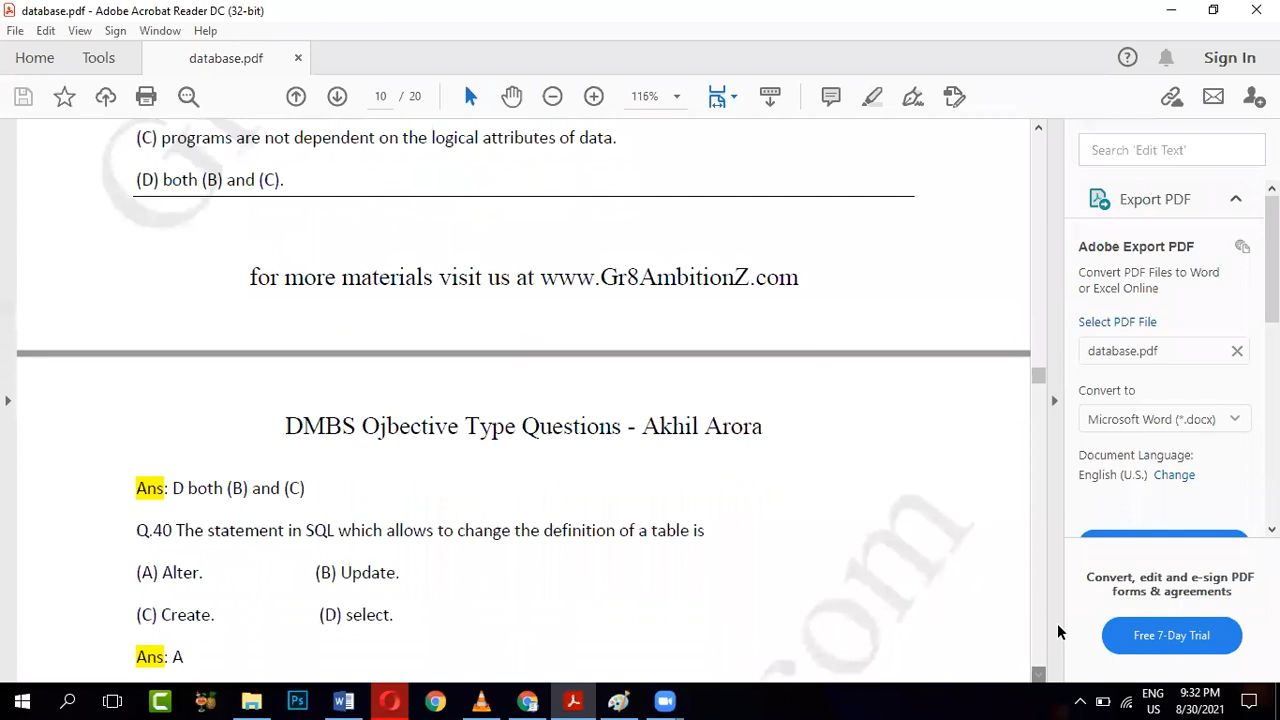 database.pdf - Adobe Acrobat Reader DC (32-bit)
File Edit View Sign Window Help
Home Tools database.pdf Sign In
10 / 20 116%
(C) programs are not dependent on the logical attributes of data.
(D) both (B) and (C).
for more materials visit us at www.Gr8AmbitionZ.com
DMBS Ojbective Type Questions - Akhil Arora
Ans: D both (B) and (C)
Q.40 The statement in SQL which allows to change the definition of a table is
(A) Alter. (B) Update.
(C) Create. (D) select.
Ans: A
Search 'Edit Text'
Export PDF
Adobe Export PDF
Convert PDF Files to Word
or Excel Online
Select PDF File
database.pdf
Convert to
Microsoft Word (*.docx)
Document Language:
English (U.S.) Change
Convert, edit and e-sign PDF
forms & agreements
Free 7-Day Trial
ENG 9:32 PM
US 8/30/2021